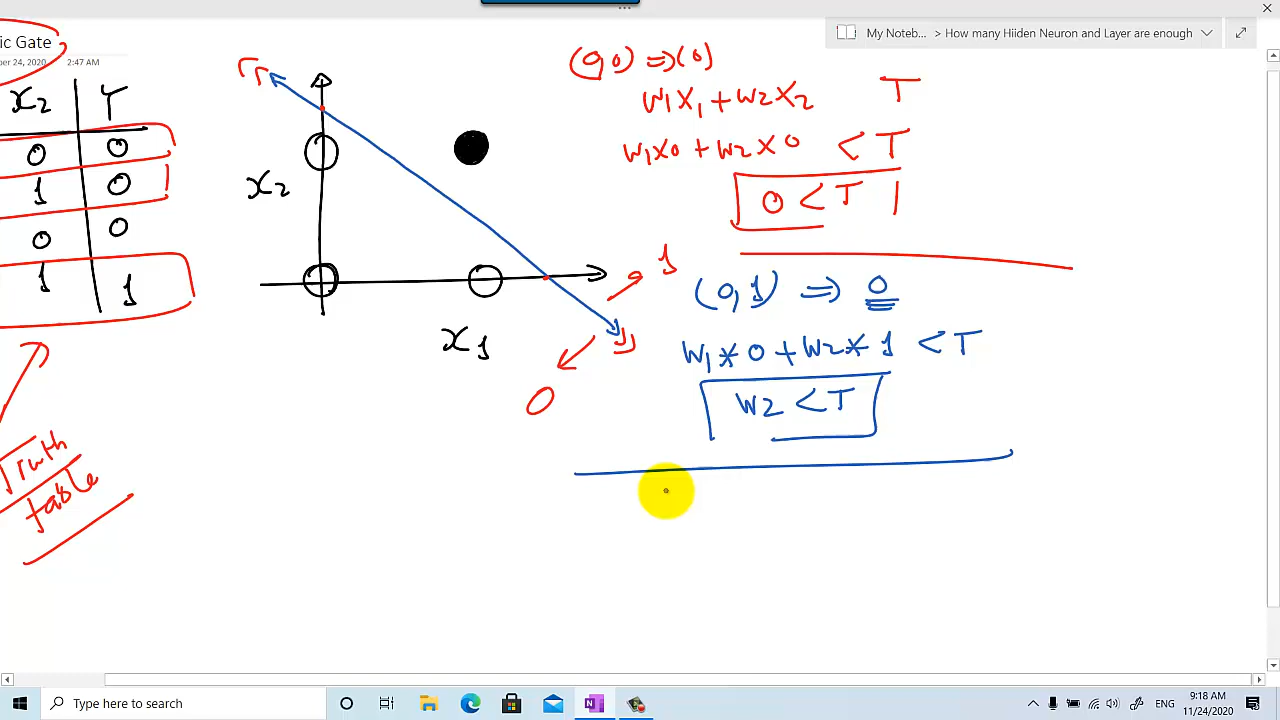 ic Gate
ber 24, 2020 2:47 AM
My Noteb... > How many Hiiden Neuron and Layer are enough
x2 Y
0 0
1 0
0 0
1 1
Truth
table
x2
x1
1
0
(0,0) => (0)
w1x1 + w2x2 T
w1x0 + w2x0 < T
0 < T
(0,1) => 0
w1*0 + w2*1 < T
w2 < T
Type here to search
ENG
9:18 AM
11/24/2020